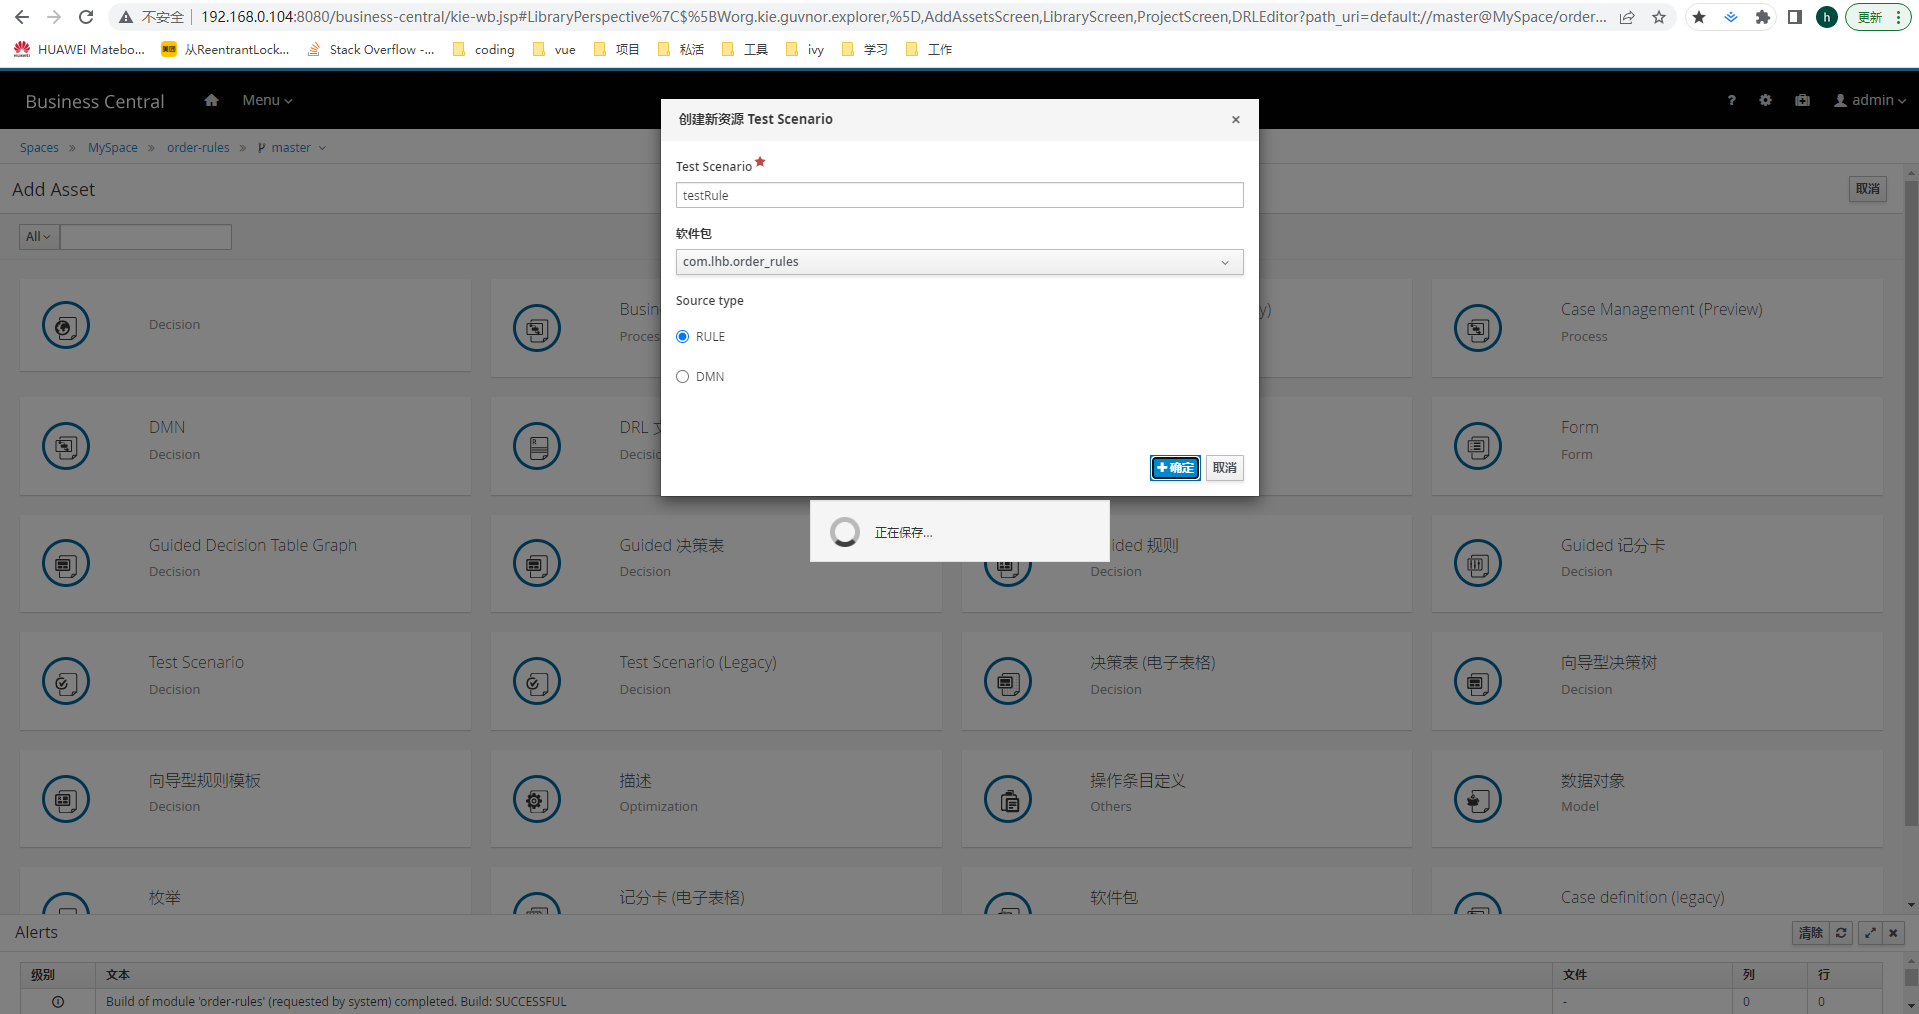 不安全 192.168.0.104:8080/business-central/kie-wb.jsp#LibraryPerspective%7C$%5BWorg.kie.guvnor.explorer,%5D,AddAssetsScreen,LibraryScreen,ProjectScreen,DRLEditor?path_uri=default://master@MySpace/order... h 更新
HUAWEI Matebo... 美团 从ReentrantLock... Stack Overflow -... coding vue 项目 私活 工具 ivy 学习 工作
Business Central Menu ? admin
创建新资源 Test Scenario ×
Spaces » MySpace » order-rules » master
Add Asset 取消
Test Scenario
testRule
All
软件包
com.lhb.order_rules
Source type
RULE
DMN
确定 取消
正在保存...
Decision
Busin
Proces
y)
Case Management (Preview)
Process
DMN
Decision
DRL
Decisio
Form
Form
Guided Decision Table Graph
Decision
Guided 决策表
Decision
ided 规则
Decision
Guided 记分卡
Decision
Test Scenario
Decision
Test Scenario (Legacy)
Decision
决策表 (电子表格)
Decision
向导型决策树
Decision
向导型规则模板
Decision
描述
Optimization
操作条目定义
Others
数据对象
Model
枚举
记分卡 (电子表格)
软件包
Case definition (legacy)
Alerts 清除
级别 文本 文件 列 行
Build of module 'order-rules' (requested by system) completed. Build: SUCCESSFUL - 0 0